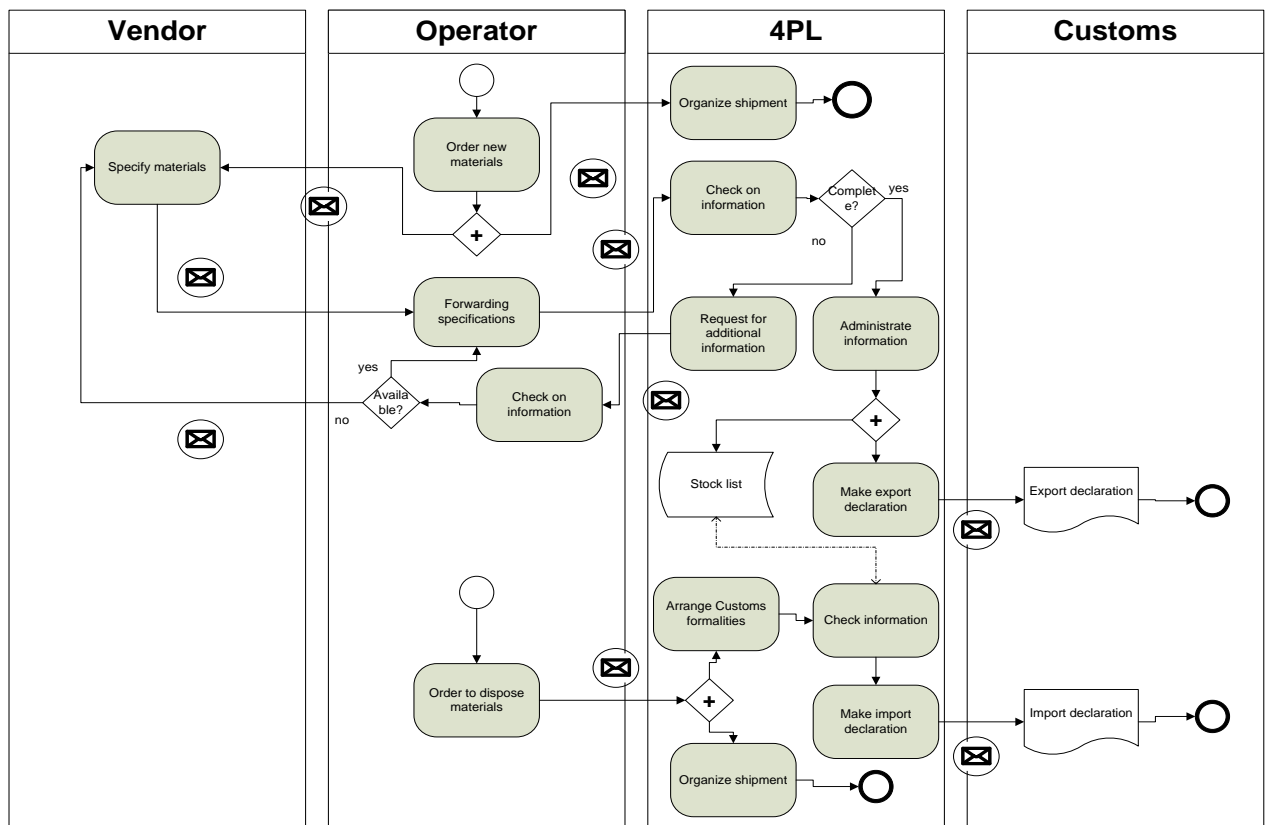 Vendor
Operator
4PL
Customs
Organize shipment
Order new
materials
Specify materials
Check on
information
Complet
e?
yes
no
+
Forwarding
specifications
Request for
additional
information
Administrate
information
yes
Availa
ble?
no
Check on
information
+
Stock list
Make export
declaration
Export declaration
Arrange Customs
formalities
Check information
Order to dispose
materials
+
Make import
declaration
Import declaration
Organize shipment